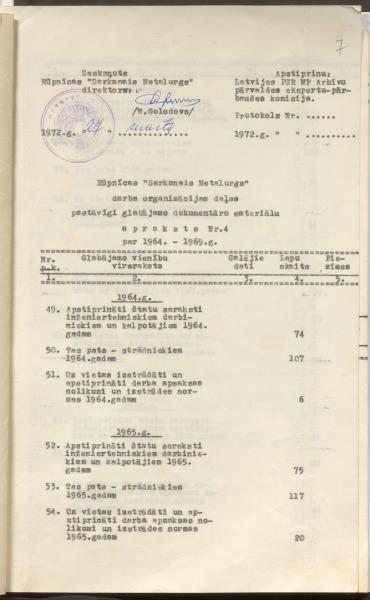 7
Saskaņots
Rūpnīcas "Sarkanais Metalurgs"
direktors:
/M.Golodovs/
1972.g. "27" marta
Apstiprinu:
Latvijas PSR MP Arhīvu
pārvaldes ekspertu-pār-
baudes komisija.
Protokols Nr. ......
1972.g. "  " ..........
Rūpnīcas "Sarkanais Metalurgs"
darba organizācijas daļas
pastāvīgi glabājamo dokumentāro materiālu
apraksts Nr.4
par 1964. - 1969.g.
Nr. p.k. Glabājamo vienību virsraksts Galējie dati Lapu skaits Pie- zīmes
1. 2. 3. 4. 5.
1964.g.
49. Apstiprināti štatu saraksti
inženiertehniskiem darbi-
niekiem un kalpotājiem 1964.
gadam 74
50. Tas pats - strādniekiem
1964.gadam 107
51. Uz vietas izstrādāti un
apstiprināti darba apmaksas
nolikumi un izstrādes nor-
mas 1964.gadam 6
1965.g.
52. Apstiprināti štatu saraksti
inženiertehniskiem darbinie-
kiem un kalpotājiem 1965.
gadam 75
53. Tas pats - strādniekiem
1965.gadam 117
54. Uz vietas izstrādāti un ap-
stiprināti darba apmaksas no-
likumi un izstrādes normas
1965.gadam 20